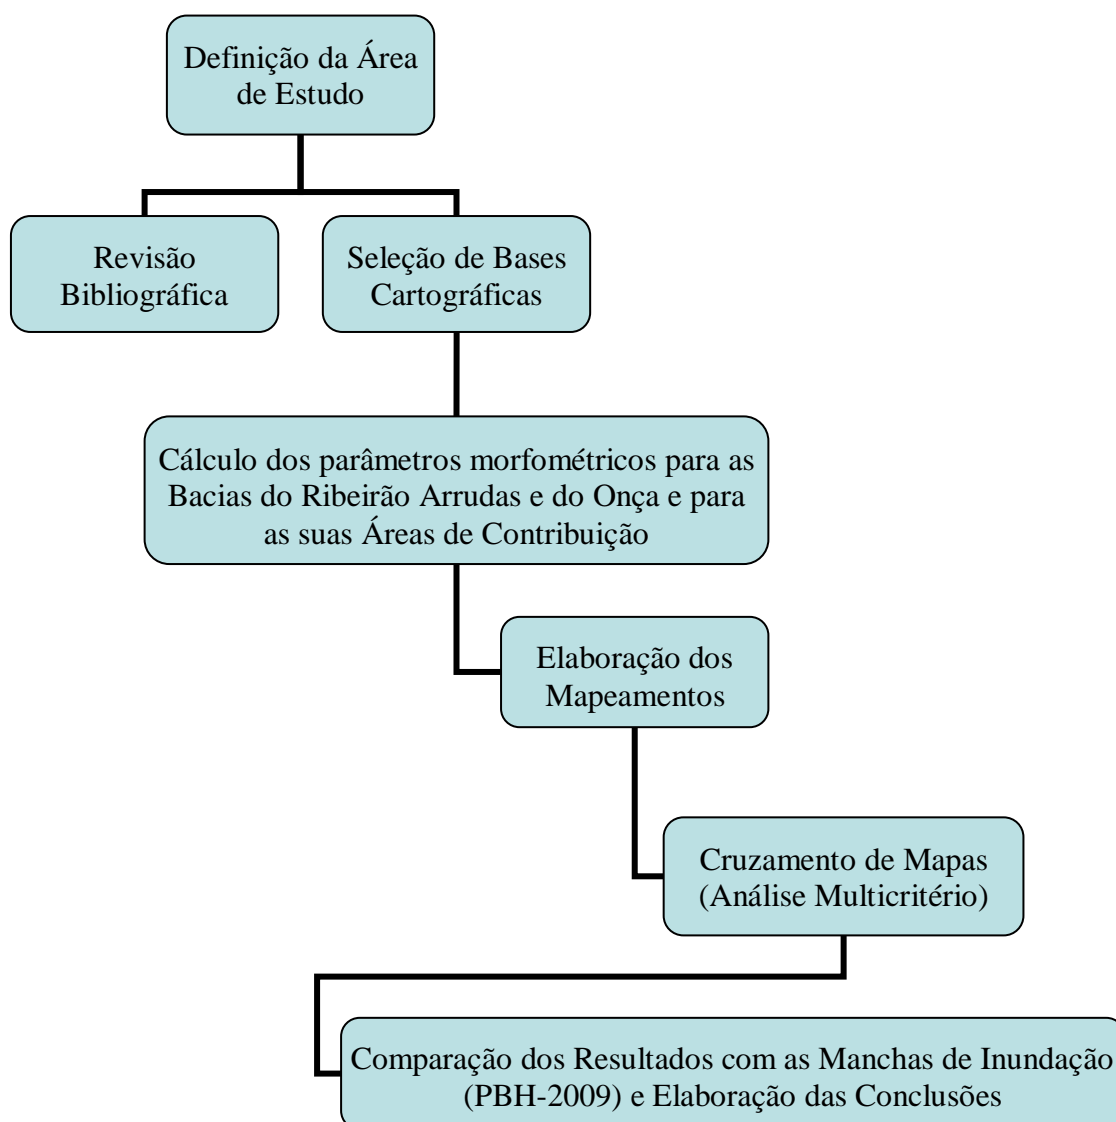 Definição da Área
de Estudo
Revisão
Bibliográfica
Seleção de Bases
Cartográficas
Cálculo dos parâmetros morfométricos para as
Bacias do Ribeirão Arrudas e do Onça e para
as suas Áreas de Contribuição
Elaboração dos
Mapeamentos
Cruzamento de Mapas
(Análise Multicritério)
Comparação dos Resultados com as Manchas de Inundação
(PBH-2009) e Elaboração das Conclusões